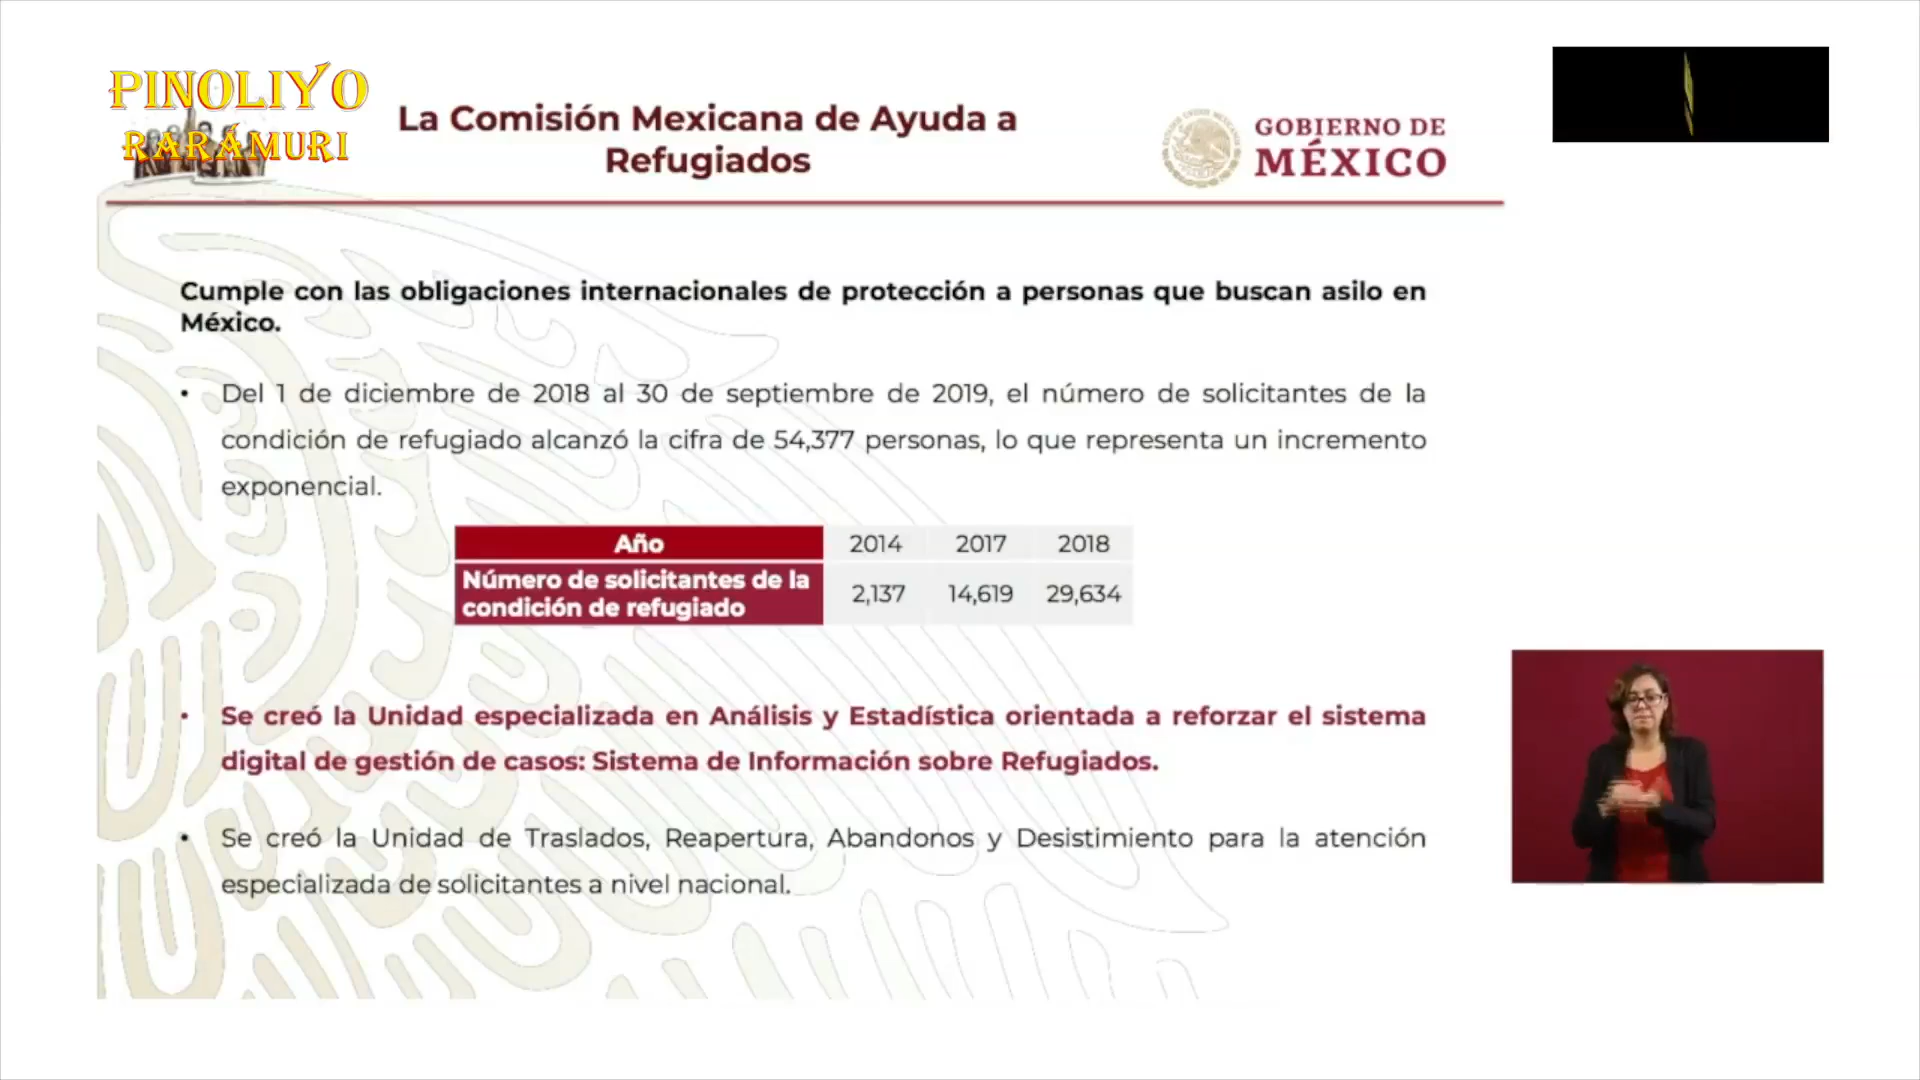 PINOLIYO
RARÁMURI
La Comisión Mexicana de Ayuda a
Refugiados
GOBIERNO DE
MÉXICO
Cumple con las obligaciones internacionales de protección a personas que buscan asilo en
México.
• Del 1 de diciembre de 2018 al 30 de septiembre de 2019, el número de solicitantes de la
condición de refugiado alcanzó la cifra de 54,377 personas, lo que representa un incremento
exponencial.
Año 2014 2017 2018
Número de solicitantes de la
condición de refugiado 2,137 14,619 29,634
• Se creó la Unidad especializada en Análisis y Estadística orientada a reforzar el sistema
digital de gestión de casos: Sistema de Información sobre Refugiados.
• Se creó la Unidad de Traslados, Reapertura, Abandonos y Desistimiento para la atención
especializada de solicitantes a nivel nacional.